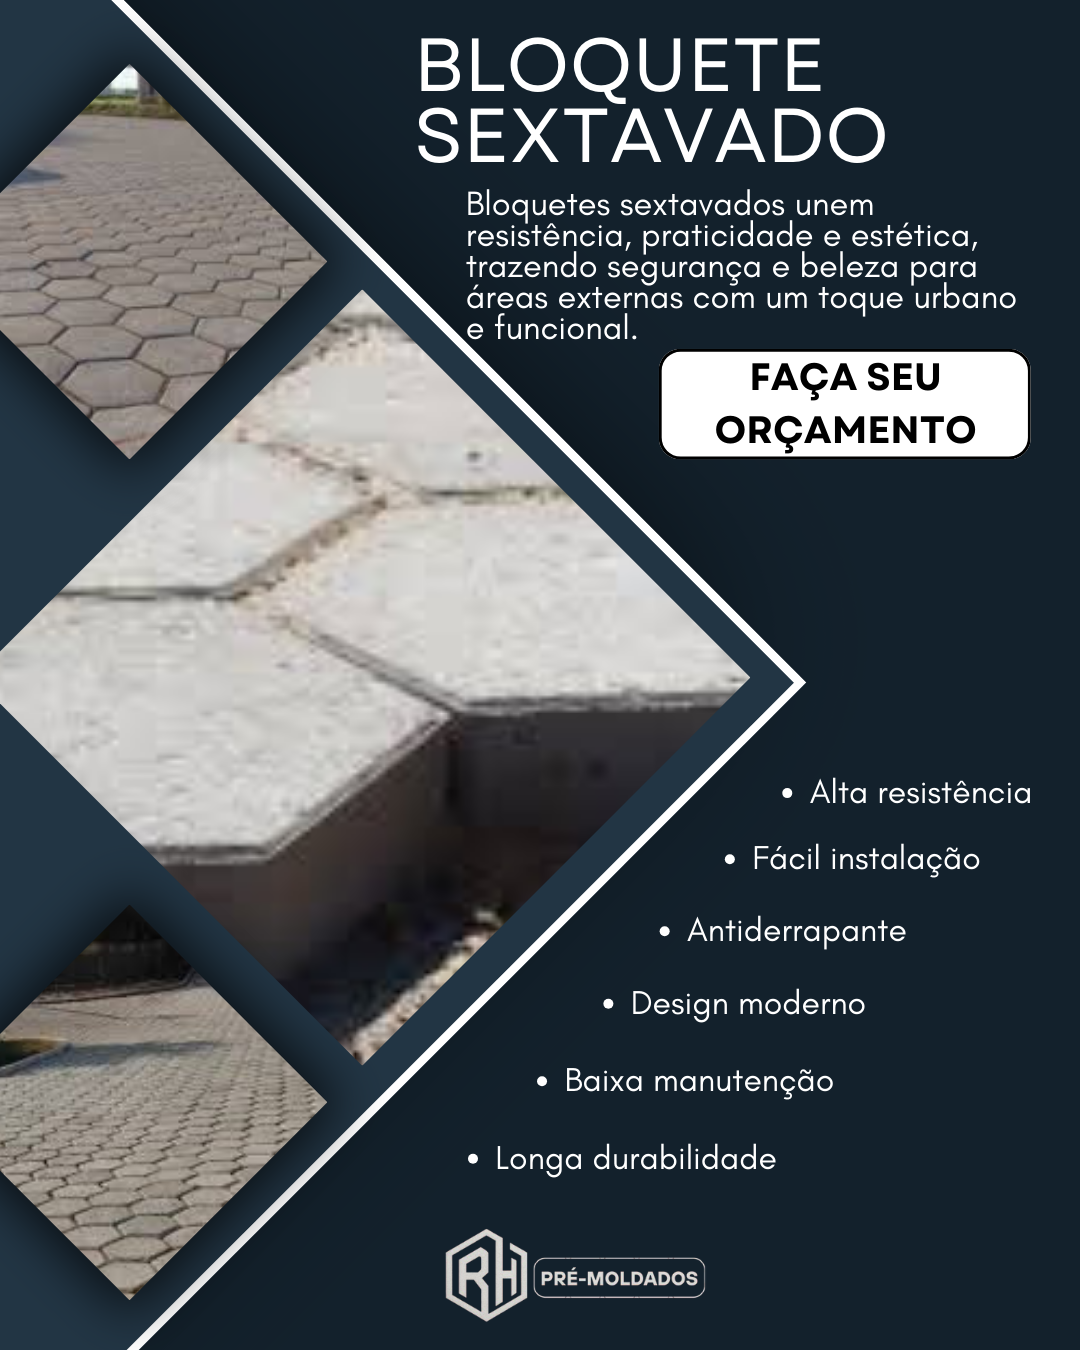 BLOQUETE
SEXTAVADO
Bloquetes sextavados unem
resistência, praticidade e estética,
trazendo segurança e beleza para
áreas externas com um toque urbano
e funcional.
FAÇA SEU
ORÇAMENTO
• Alta resistência
• Fácil instalação
• Antiderrapante
• Design moderno
• Baixa manutenção
• Longa durabilidade
RH PRÉ-MOLDADOS